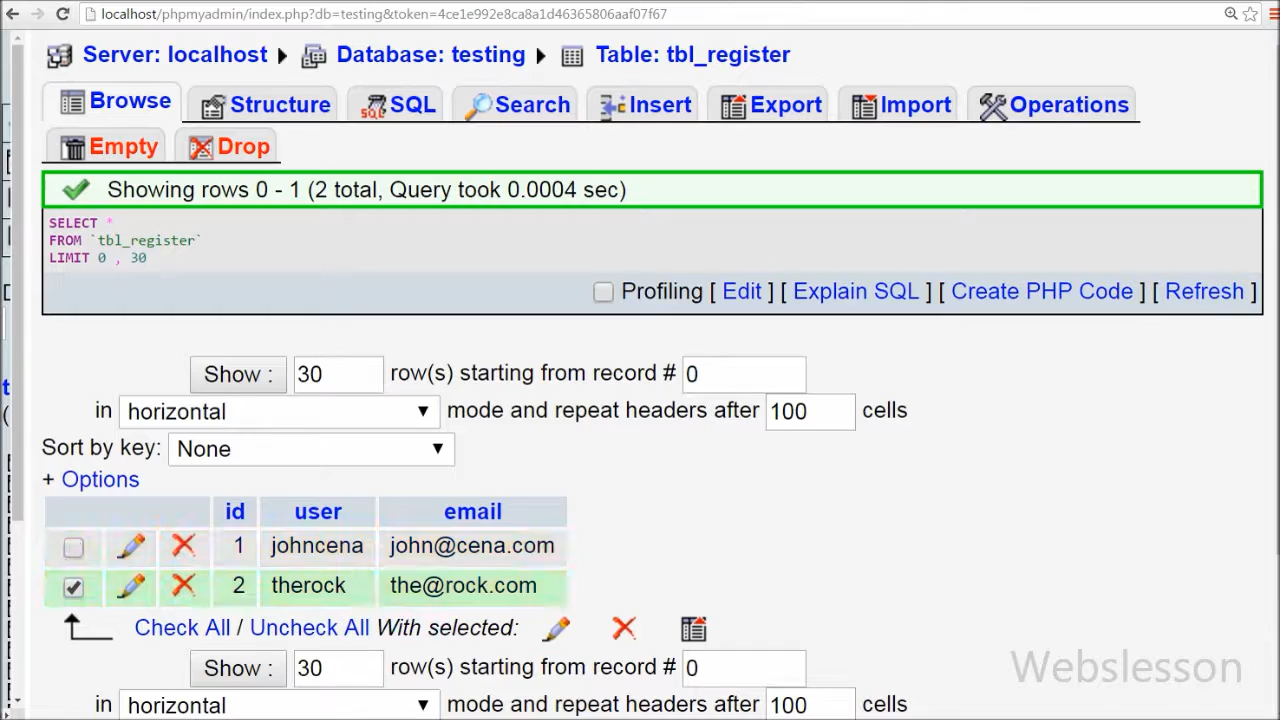 localhost/phpmyadmin/index.php?db=testing&token=4ce1e992e8ca8a1d46365806aaf07f67
Server: localhost Database: testing Table: tbl_register
Browse Structure SQL Search Insert Export Import Operations
Empty Drop
Showing rows 0 - 1 (2 total, Query took 0.0004 sec)
SELECT *
FROM `tbl_register`
LIMIT 0 , 30
Profiling [ Edit ] [ Explain SQL ] [ Create PHP Code ] [ Refresh ]
Show : 30 row(s) starting from record # 0
in horizontal mode and repeat headers after 100 cells
Sort by key: None
+ Options
id user email
1 johncena john@cena.com
2 therock the@rock.com
Check All / Uncheck All With selected:
Show : 30 row(s) starting from record # 0
in horizontal mode and repeat headers after 100 cells
Webslesson